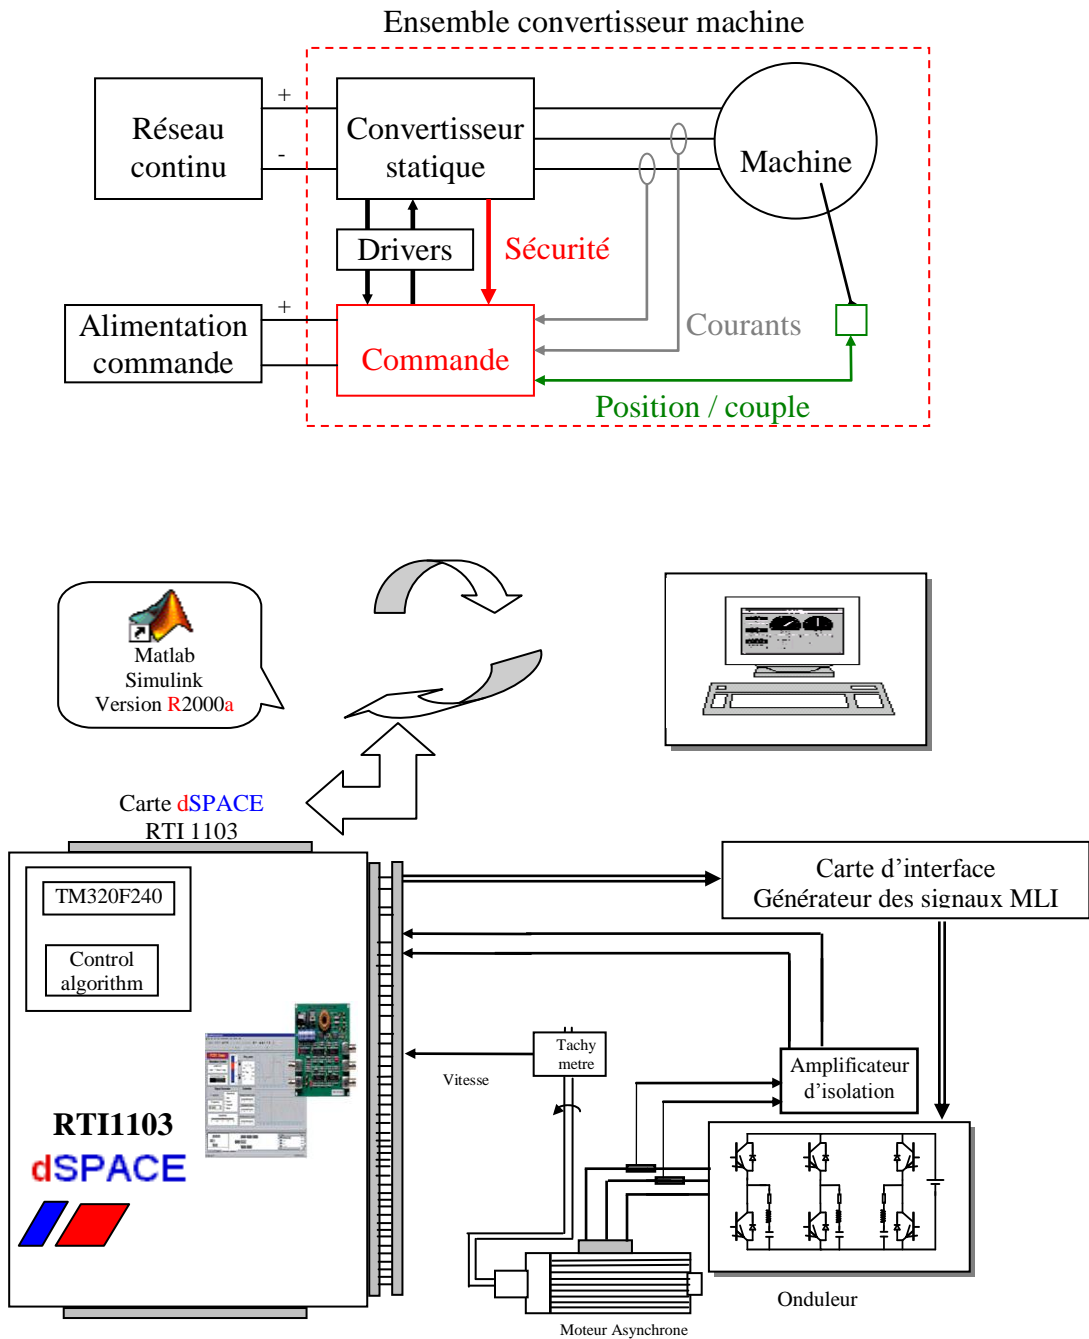 Ensemble convertisseur machine
Réseau
continu
+
-
Convertisseur
statique
Machine
Drivers
Sécurité
Alimentation
commande
+
Commande
Courants
Position / couple
Matlab
Simulink
Version R2000a
Carte dSPACE
RTI 1103
TM320F240
Control
algorithm
RTI1103
dSPACE
Carte d’interface
Générateur des signaux MLI
Tachy
metre
Vitesse
Amplificateur
d’isolation
Onduleur
Moteur Asynchrone